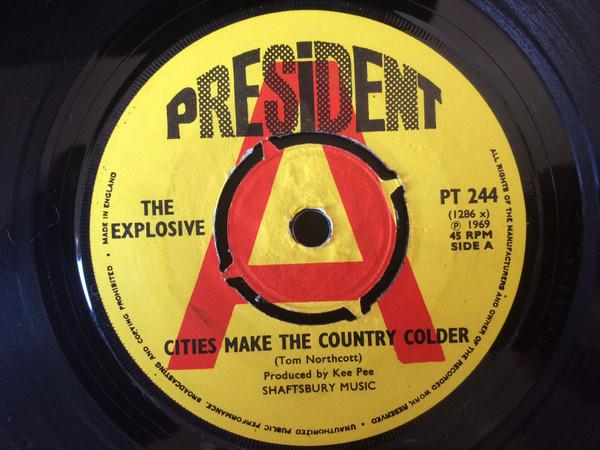 PRESIDENT
A
THE
EXPLOSIVE
PT 244
(1286 x)
Ⓟ 1969
45 RPM
SIDE A
CITIES MAKE THE COUNTRY COLDER
(Tom Northcott)
Produced by Kee Pee
SHAFTSBURY MUSIC
ALL RIGHTS OF THE MANUFACTURERS AND OWNER OF THE RECORDED WORK RESERVED • UNAUTHORIZED PUBLIC PERFORMANCE, BROADCASTING AND COPYING PROHIBITED • MADE IN ENGLAND